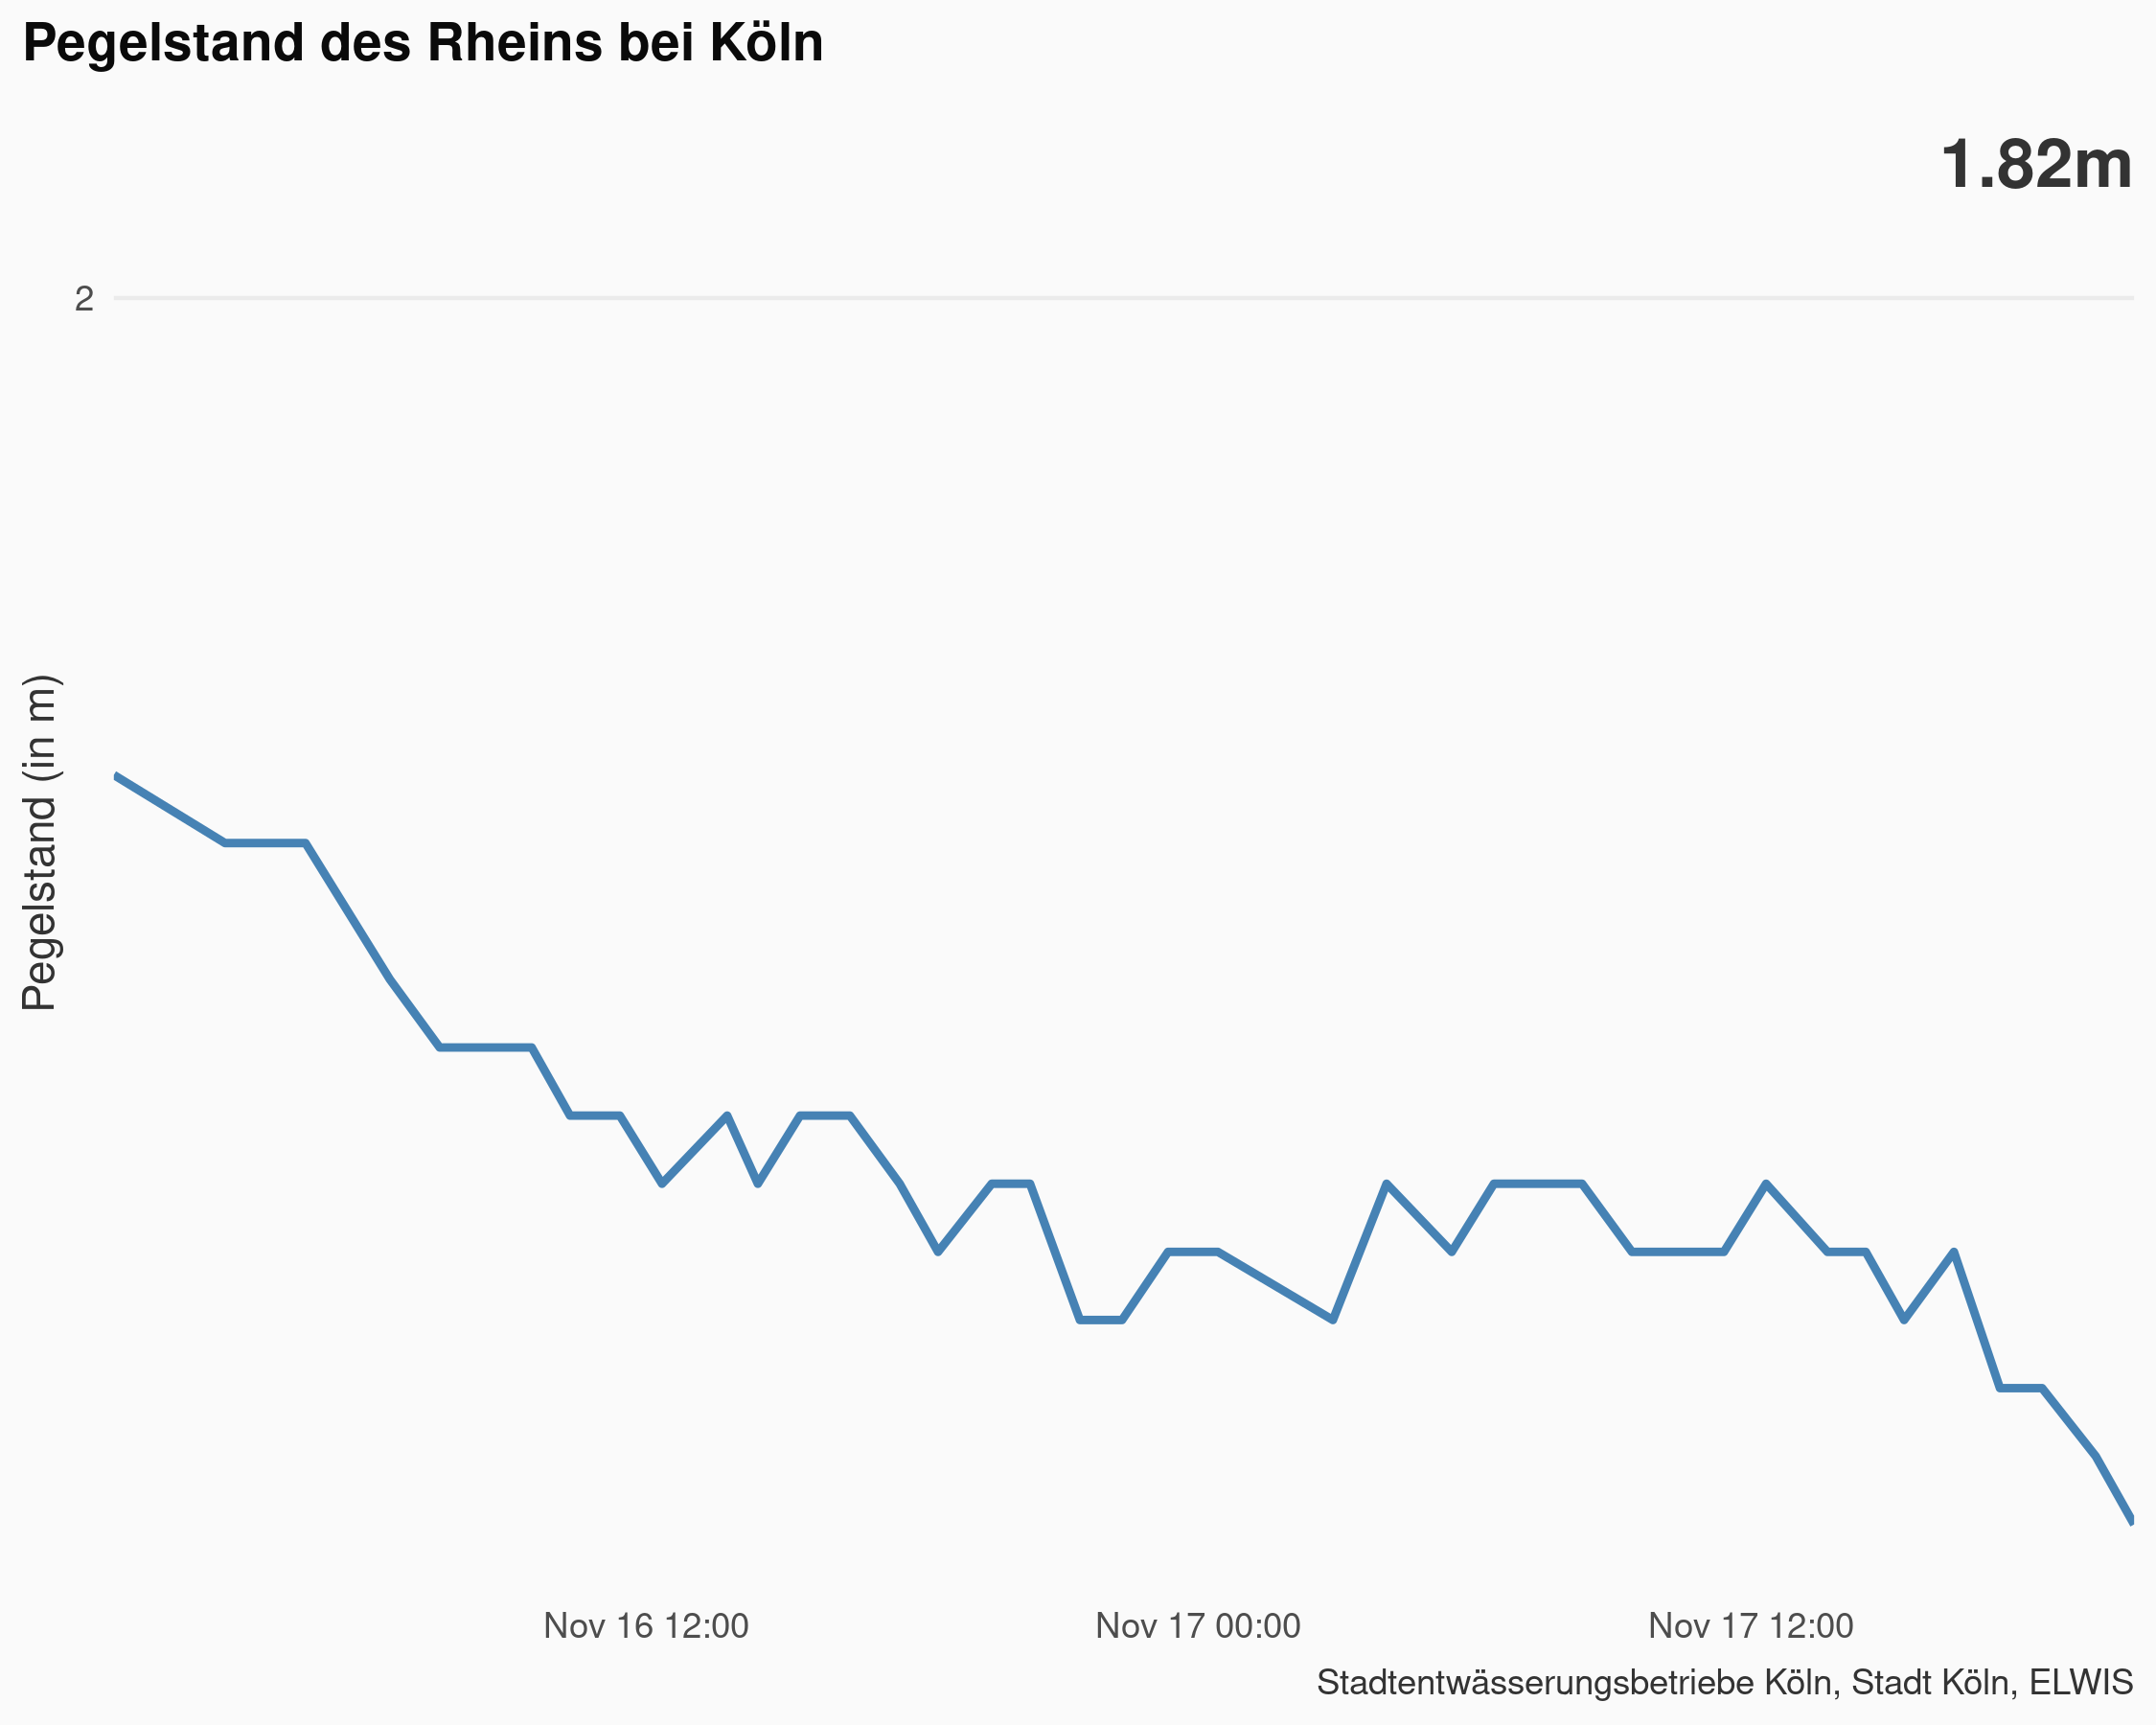 Pegelstand des Rheins bei Köln
1.82m
2
Pegelstand (in m)
Nov 16 12:00
Nov 17 00:00
Nov 17 12:00
Stadtentwässerungsbetriebe Köln, Stadt Köln, ELWIS